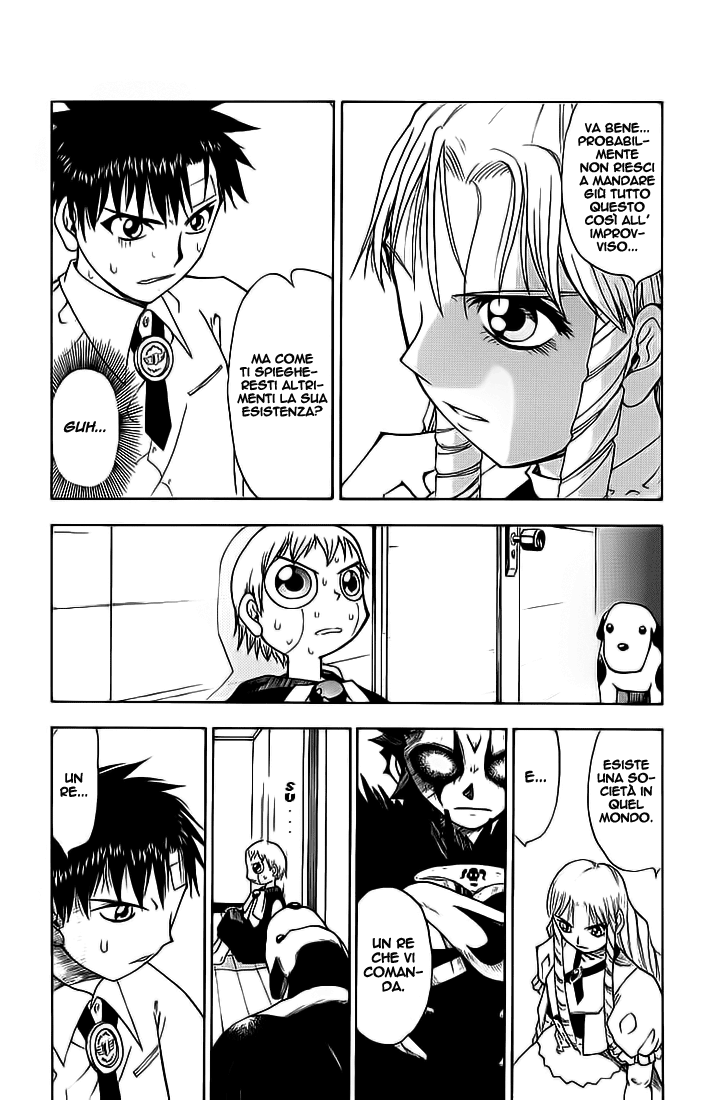 VA BENE...
PROBABIL-
MENTE
NON RIESCI
A MANDARE
GIÙ TUTTO
QUESTO
COSÌ ALL'
IMPROV-
VISO...
MA COME
TI SPIEGHE-
RESTI ALTRI-
MENTI LA SUA
ESISTENZA?
GUH...
ESISTE
UNA SO-
CIETÀ IN
QUEL
MONDO.
E...
UN RE
CHE VI
COMAN-
DA.
SU...
UN
RE...